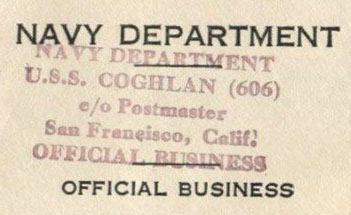 NAVY DEPARTMENT
NAVY DEPARTMENT
U.S.S. COGHLAN (606)
c/o Postmaster
San Francisco, Calif.
OFFICIAL BUSINESS
OFFICIAL BUSINESS